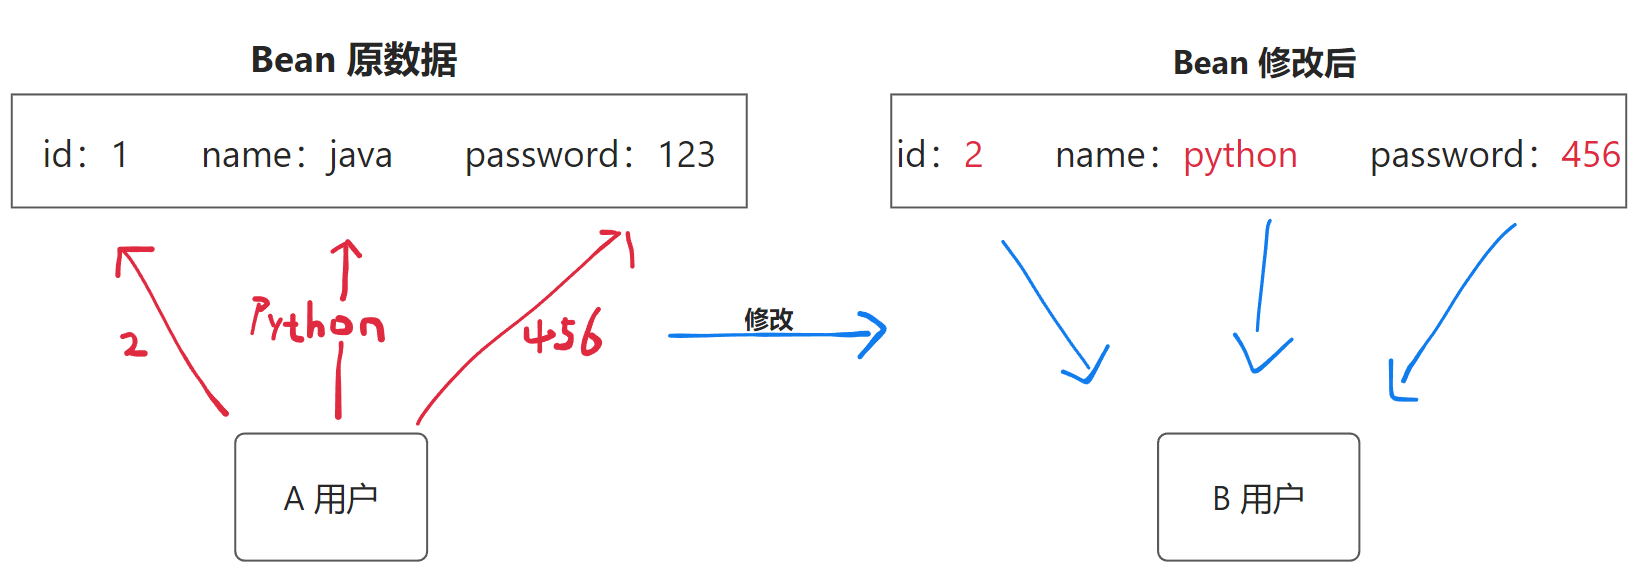 Bean 原数据
id：1 name：java password：123
2
Python
456
A 用户
修改
Bean 修改后
id：2 name：python password：456
B 用户